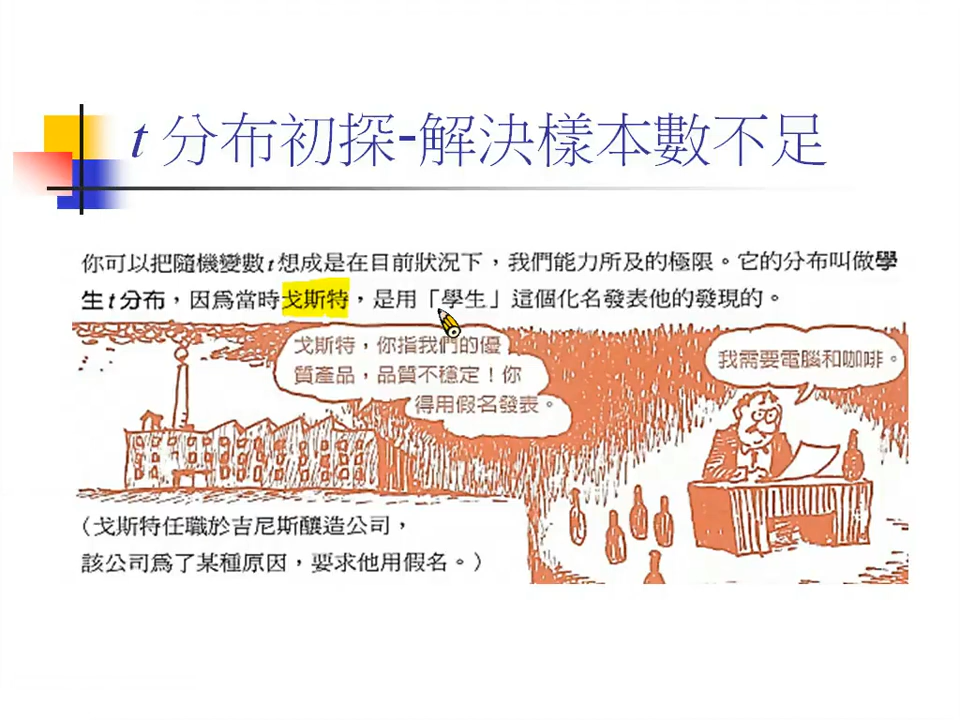 t 分布初探-解決樣本數不足
你可以把隨機變數t想成是在目前狀況下，我們能力所及的極限。它的分布叫做學
生t分布，因爲當時戈斯特，是用「學生」這個化名發表他的發現的。
戈斯特，你指我們的優
質產品，品質不穩定！你
得用假名發表。
我需要電腦和咖啡。
（戈斯特任職於吉尼斯釀造公司，
該公司爲了某種原因，要求他用假名。）